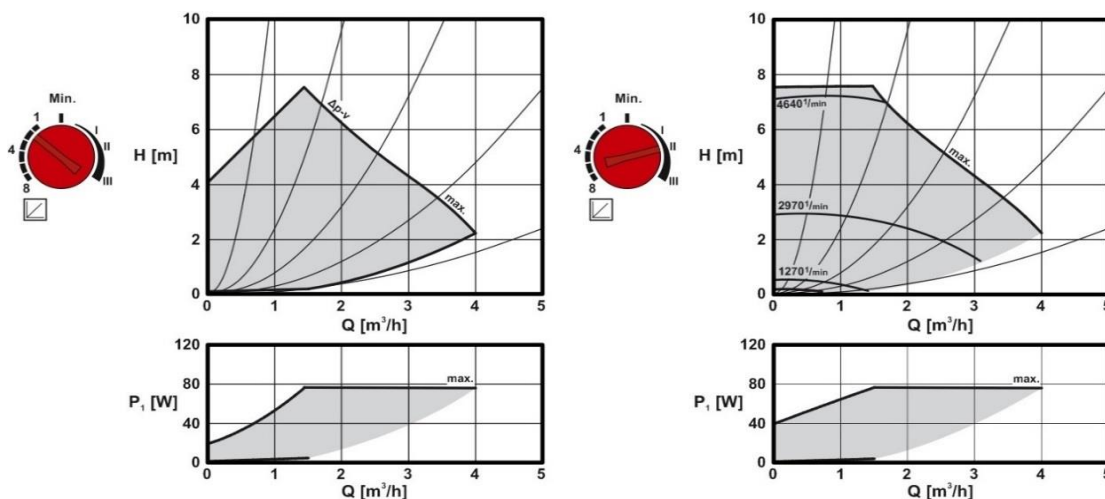 10
8
6
4
2
0
H [m]
Min.
1
4
8
I
II
III
Δp-v
max.
0 1 2 3 4 5
Q [m³/h]
120
80
40
0
P₁ [W]
max.
0 1 2 3 4 5
Q [m³/h]
10
8
6
4
2
0
H [m]
Min.
1
4
8
I
II
III
4640¹/min
2970¹/min
1270¹/min
max.
0 1 2 3 4 5
Q [m³/h]
120
80
40
0
P₁ [W]
max.
0 1 2 3 4 5
Q [m³/h]